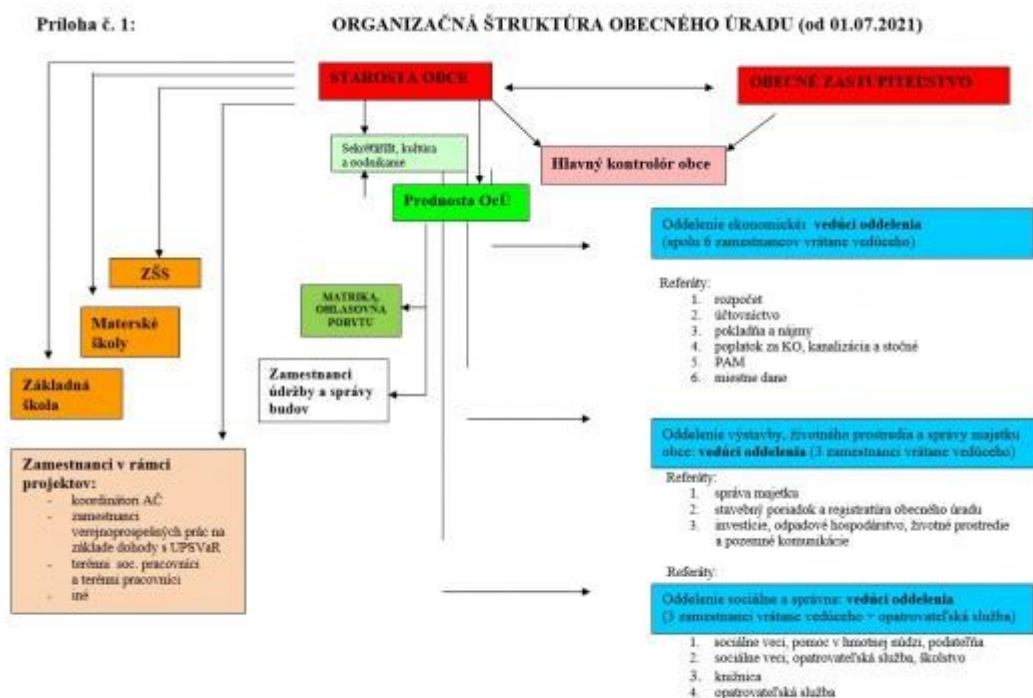 Príloha č. 1:
ORGANIZAČNÁ ŠTRUKTÚRA OBECNÉHO ÚRADU (od 01.07.2021)
STAROSTA OBCE
OBECNÉ ZASTUPITEĽSTVO
Sekretariát, kultúra
a podnikanie
Hlavný kontrolór obce
Prednosta OcÚ
ZŠS
Materské
školy
Základná
škola
MATRIKA,
OHLASOVŇA
POBYTU
Zamestnanci
údržby a správy
budov
Zamestnanci v rámci
projektov:
- koordinátori AČ
- zamestnanci
verejnoprospešných prác na
základe dohody s UPSVaR
- terénni soc. pracovníci
a terénni pracovníci
- iné
Oddelenie ekonomické: vedúci oddelenia
(spolu 6 zamestnancov vrátane vedúceho)
Referáty:
1. rozpočet
2. účtovníctvo
3. pokladňa a nájmy
4. poplatok za KO, kanalizácia a stočné
5. PAM
6. miestne dane
Oddelenie výstavby, životného prostredia a správy majetku
obce: vedúci oddelenia (3 zamestnanci vrátane vedúceho)
Referáty:
1. správa majetku
2. stavebný poriadok a registratúra obecného úradu
3. investície, odpadové hospodárstvo, životné prostredie
a pozemné komunikácie
Referáty:
Oddelenie sociálne a správne: vedúci oddelenia
(3 zamestnanci vrátane vedúceho + opatrovateľská služba)
1. sociálne veci, pomoc v hmotnej núdzi, podateľňa
2. sociálne veci, opatrovateľská služba, školstvo
3. knižnica
4. opatrovateľská služba